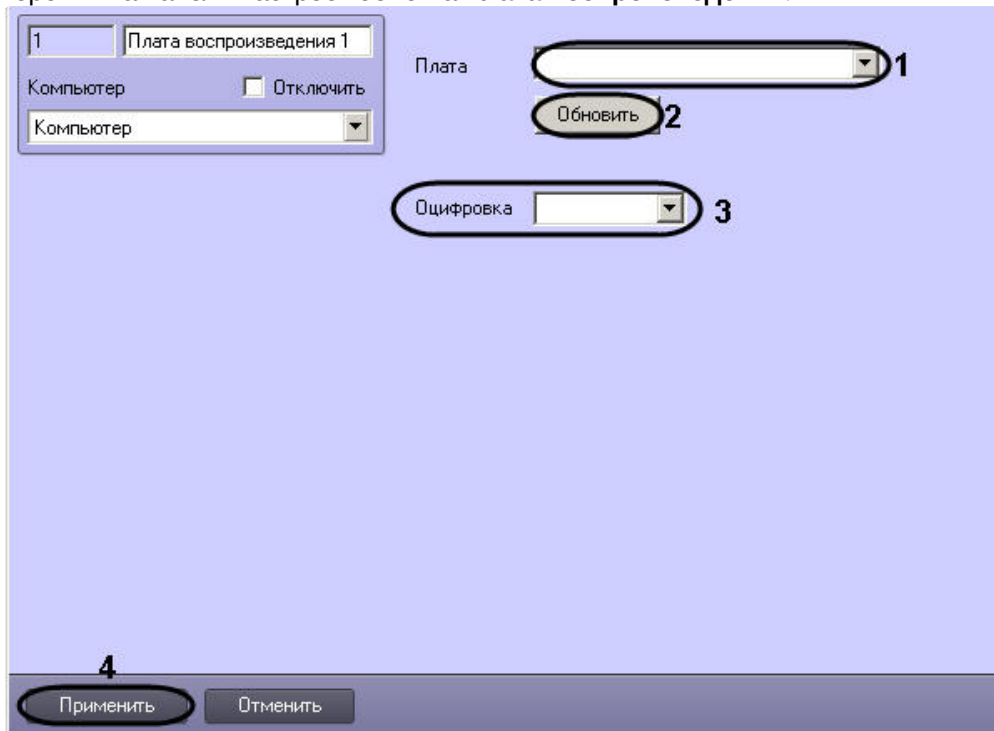 1 Плата воспроизведения 1
Компьютер Отключить
Компьютер
Плата 1
Обновить 2
Оцифровка 3
4
Применить Отменить